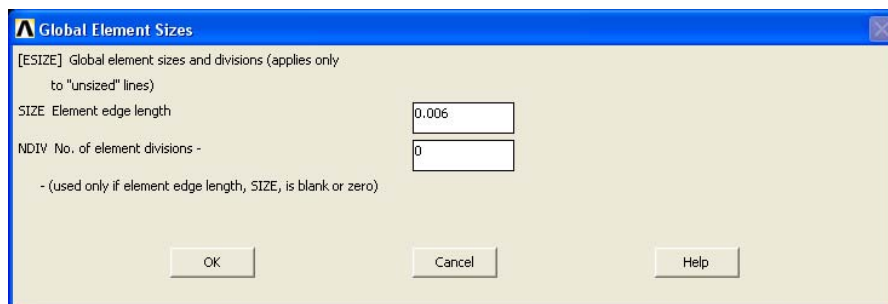 Global Element Sizes
[ESIZE] Global element sizes and divisions (applies only
to "unsized" lines)
SIZE Element edge length 0.006
NDIV No. of element divisions - 0
- (used only if element edge length, SIZE, is blank or zero)
OK Cancel Help